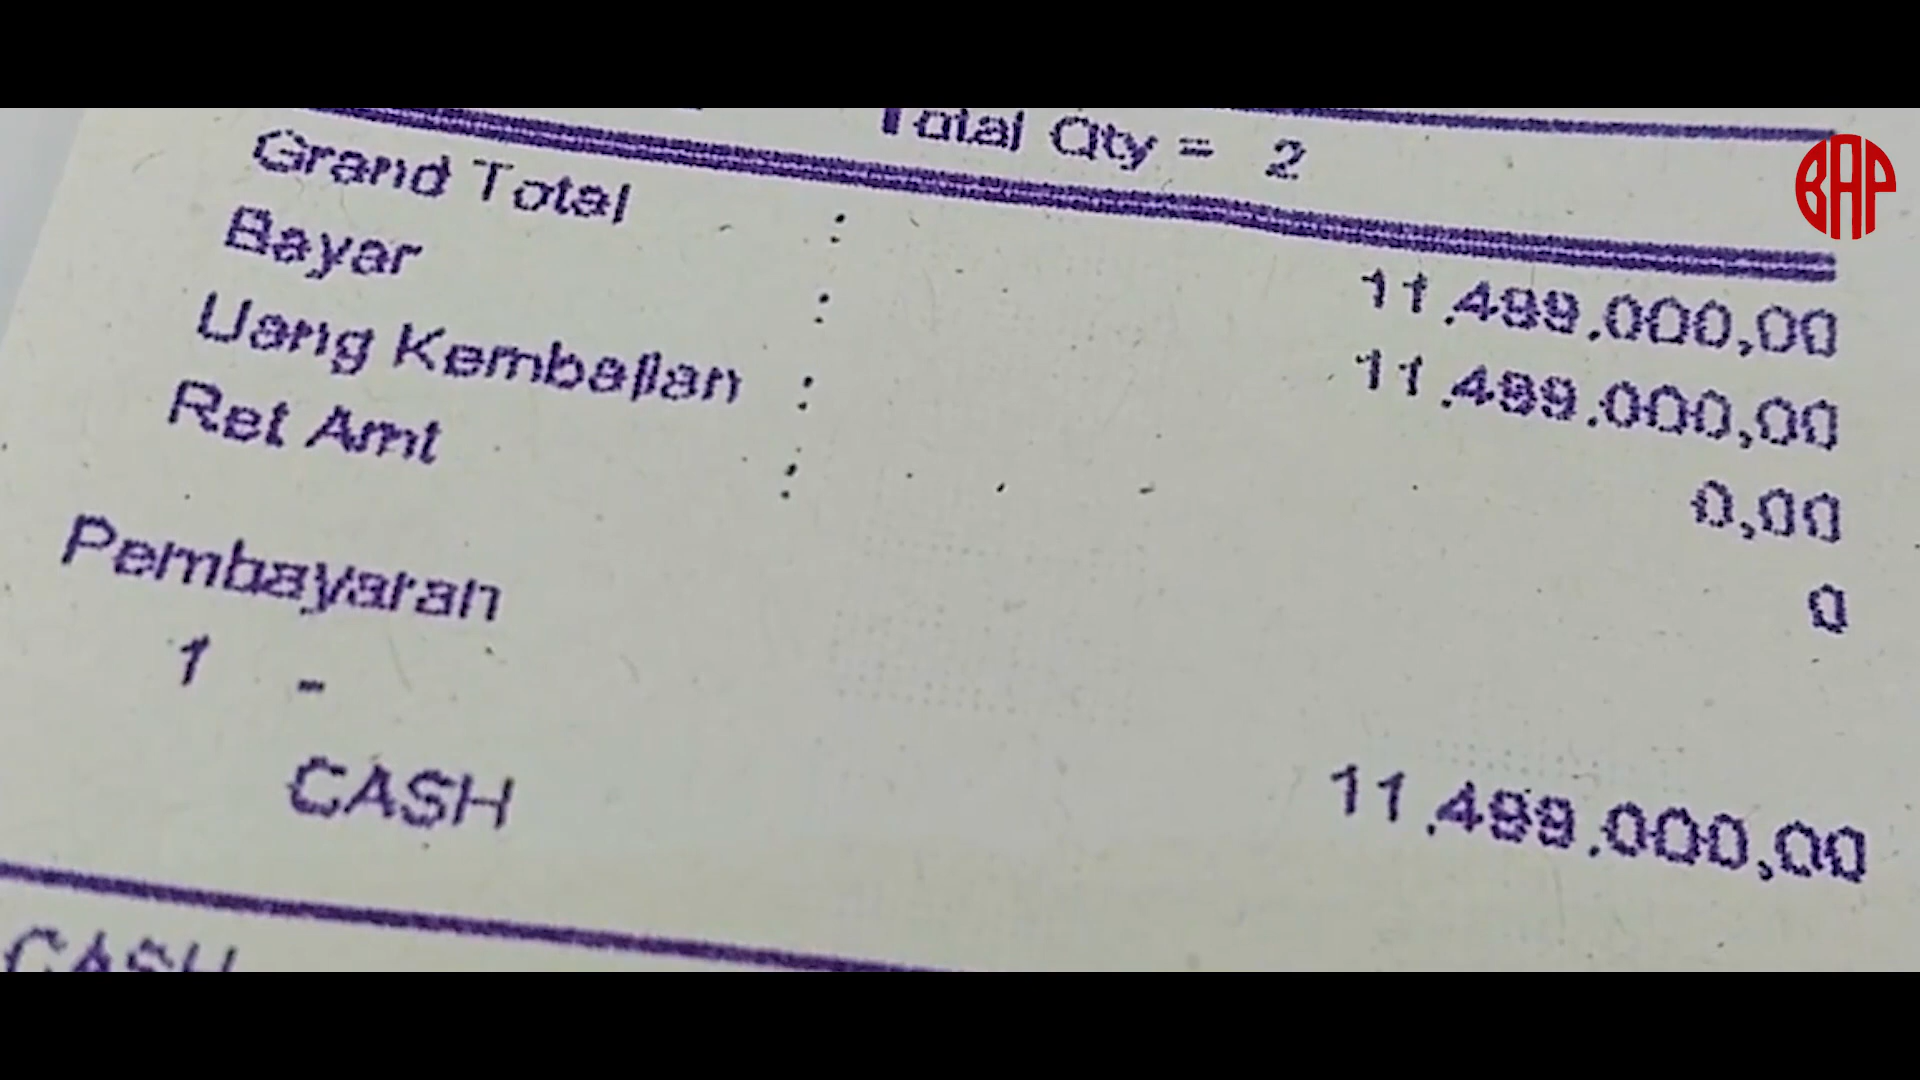 Total Qty = 2
Grand Total : 11.499.000,00
Bayar : 11.499.000,00
Uang Kembalian : 0,00
Ret Amt : 0
Pembayaran
1 -
CASH 11.499.000,00
CASH
BAP